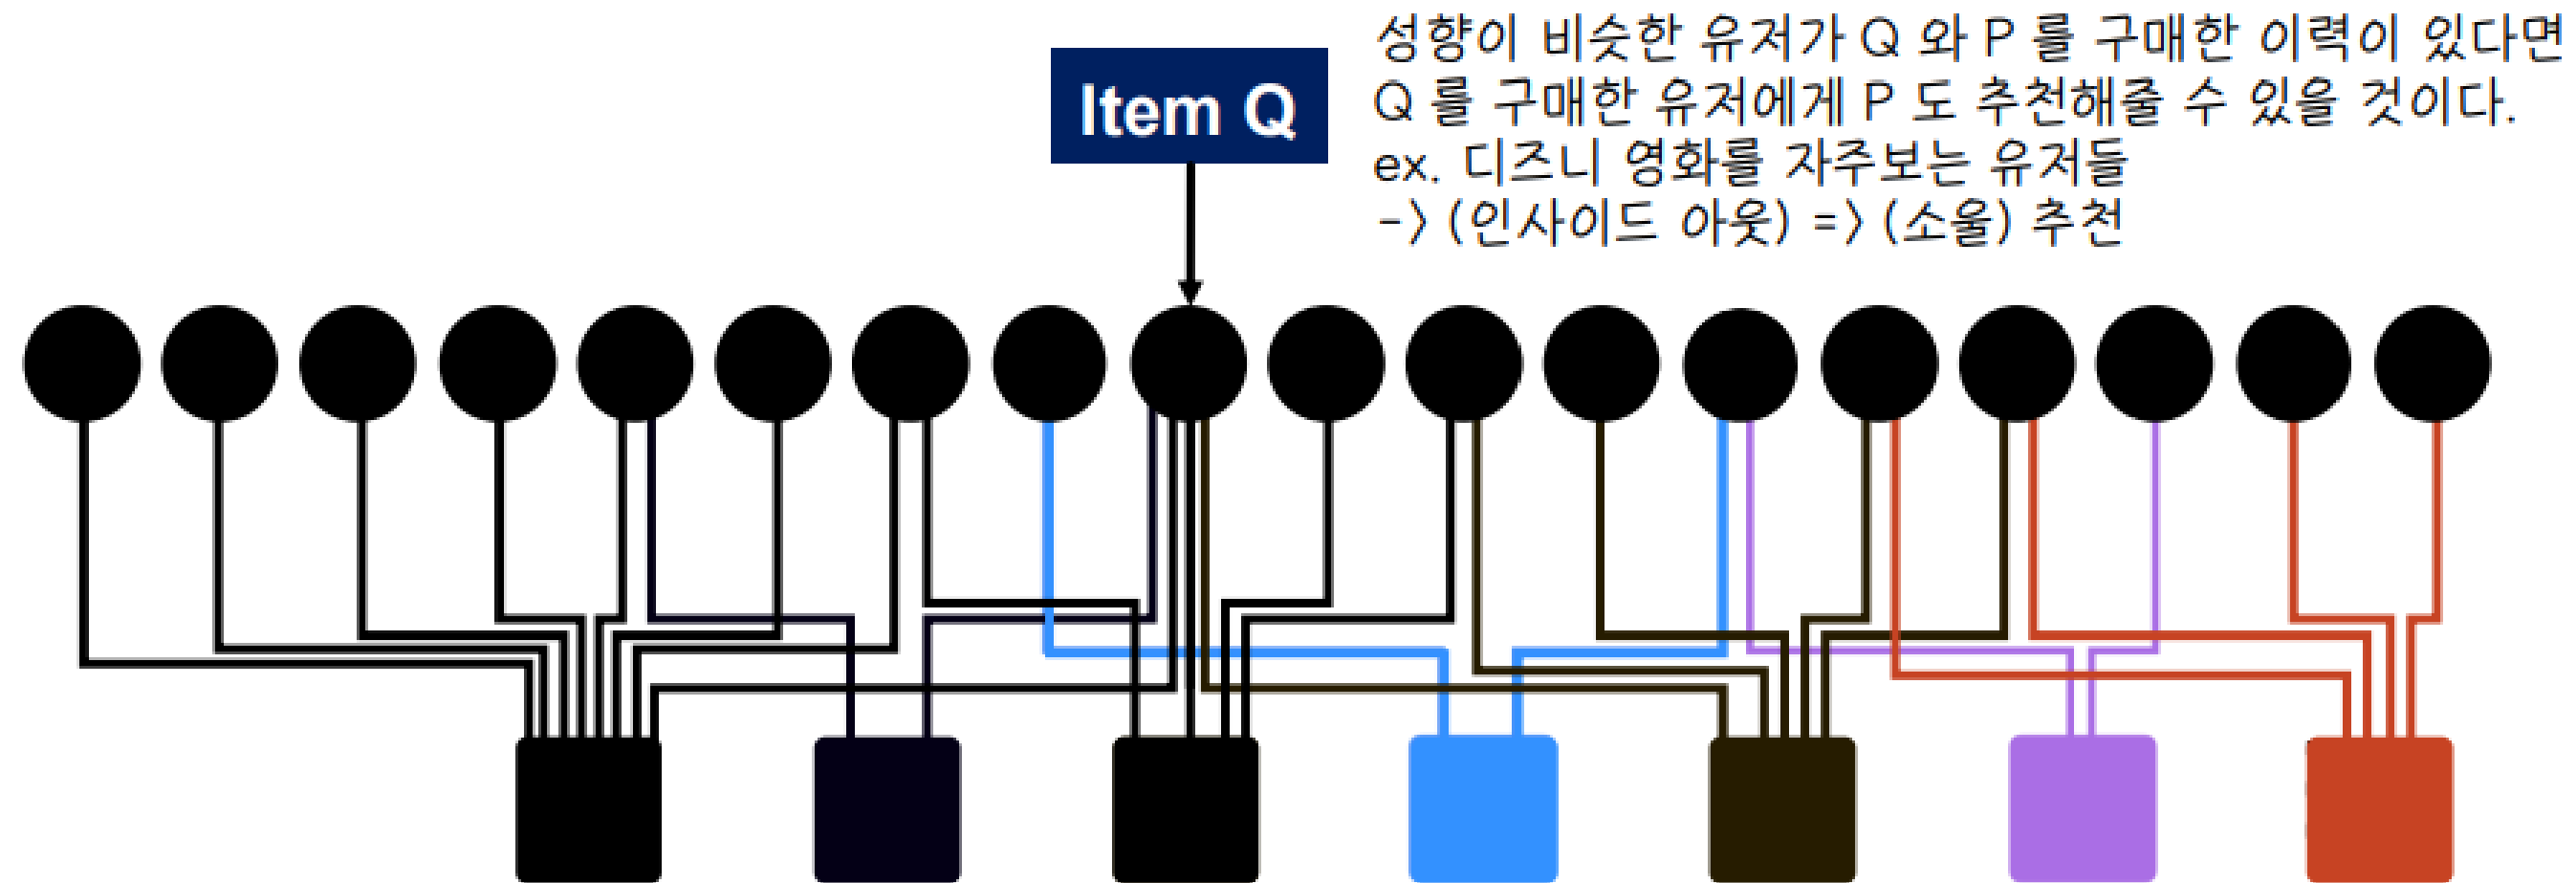 Item Q
성향이 비슷한 유저가 Q 와 P 를 구매한 이력이 있다면
Q 를 구매한 유저에게 P 도 추천해줄 수 있을 것이다.
ex. 디즈니 영화를 자주보는 유저들
-> (인사이드 아웃) => (소울) 추천